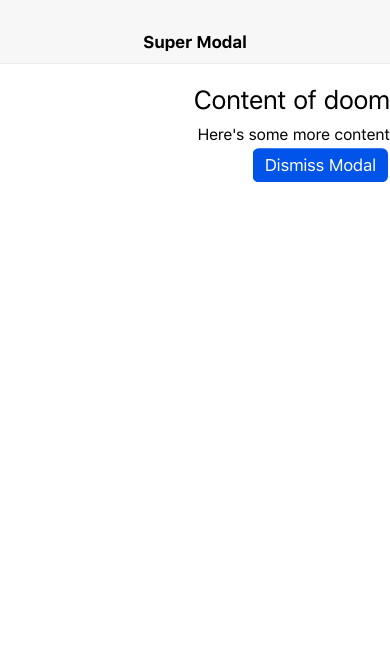 Super Modal
Content of doom
Here's some more content
Dismiss Modal